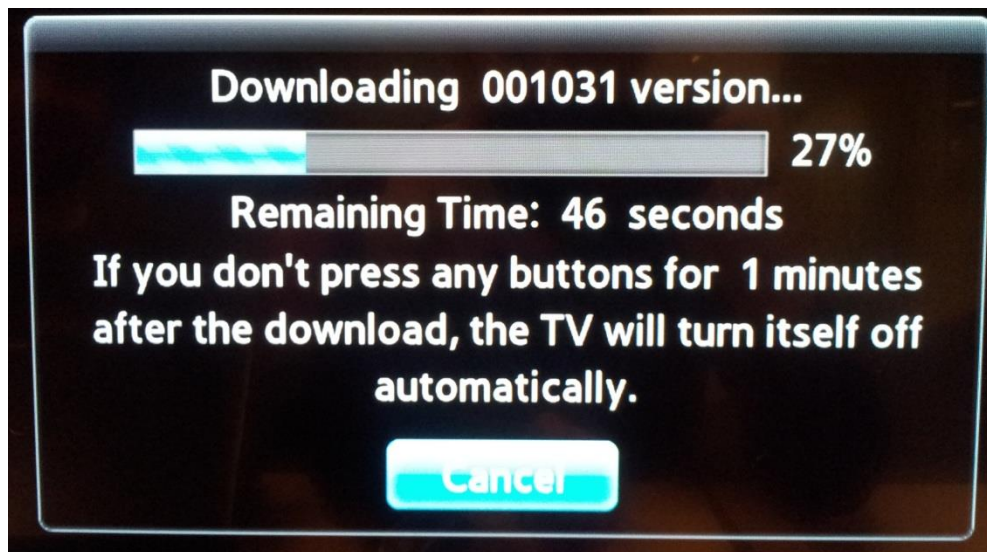 Downloading 001031 version...
27%
Remaining Time: 46 seconds
If you don't press any buttons for 1 minutes
after the download, the TV will turn itself off
automatically.
Cancel